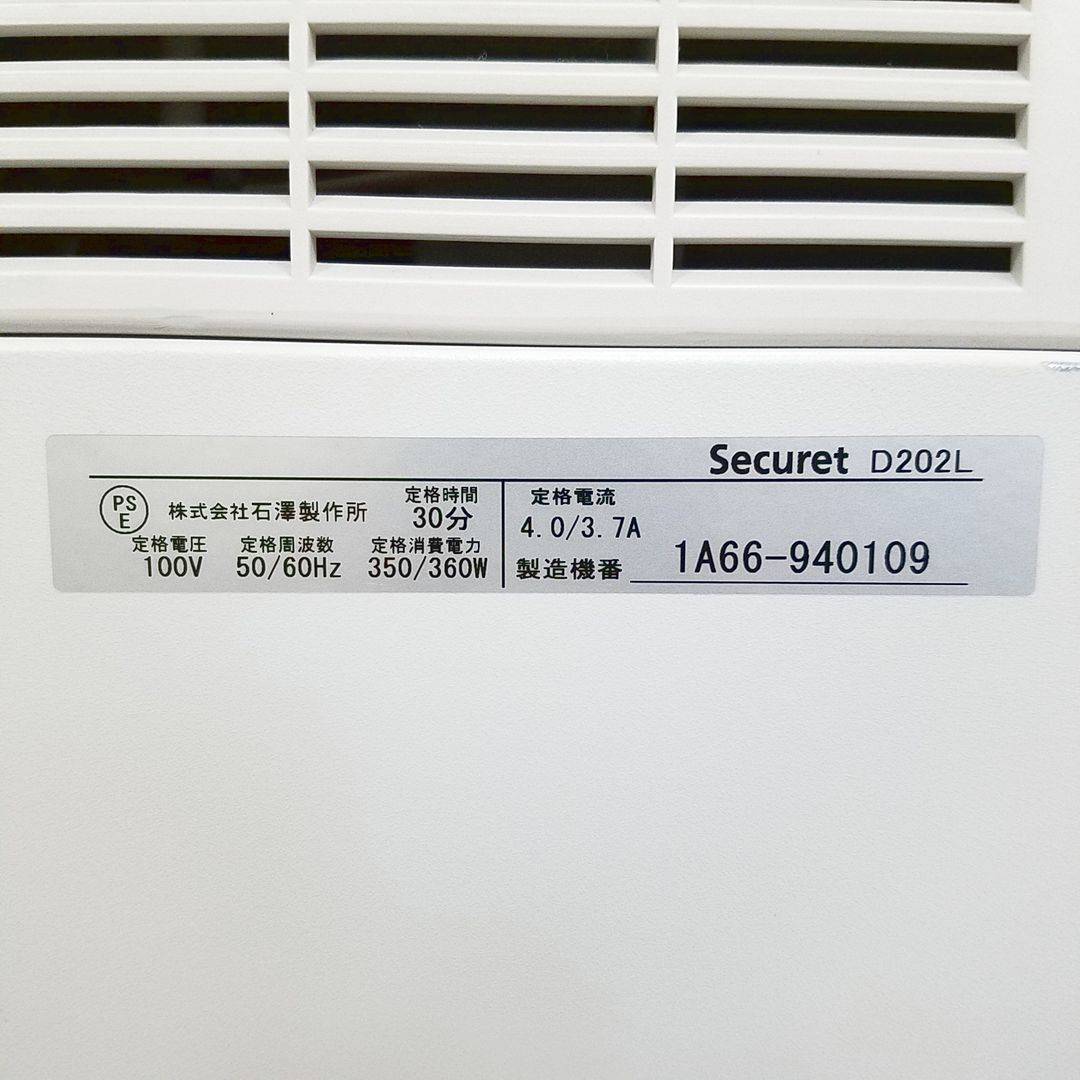 Securet D202L
PS
E
株式会社石澤製作所
定格時間
30分
定格電圧 定格周波数 定格消費電力
100V 50/60Hz 350/360W
定格電流
4.0/3.7A
製造機番 1A66-940109